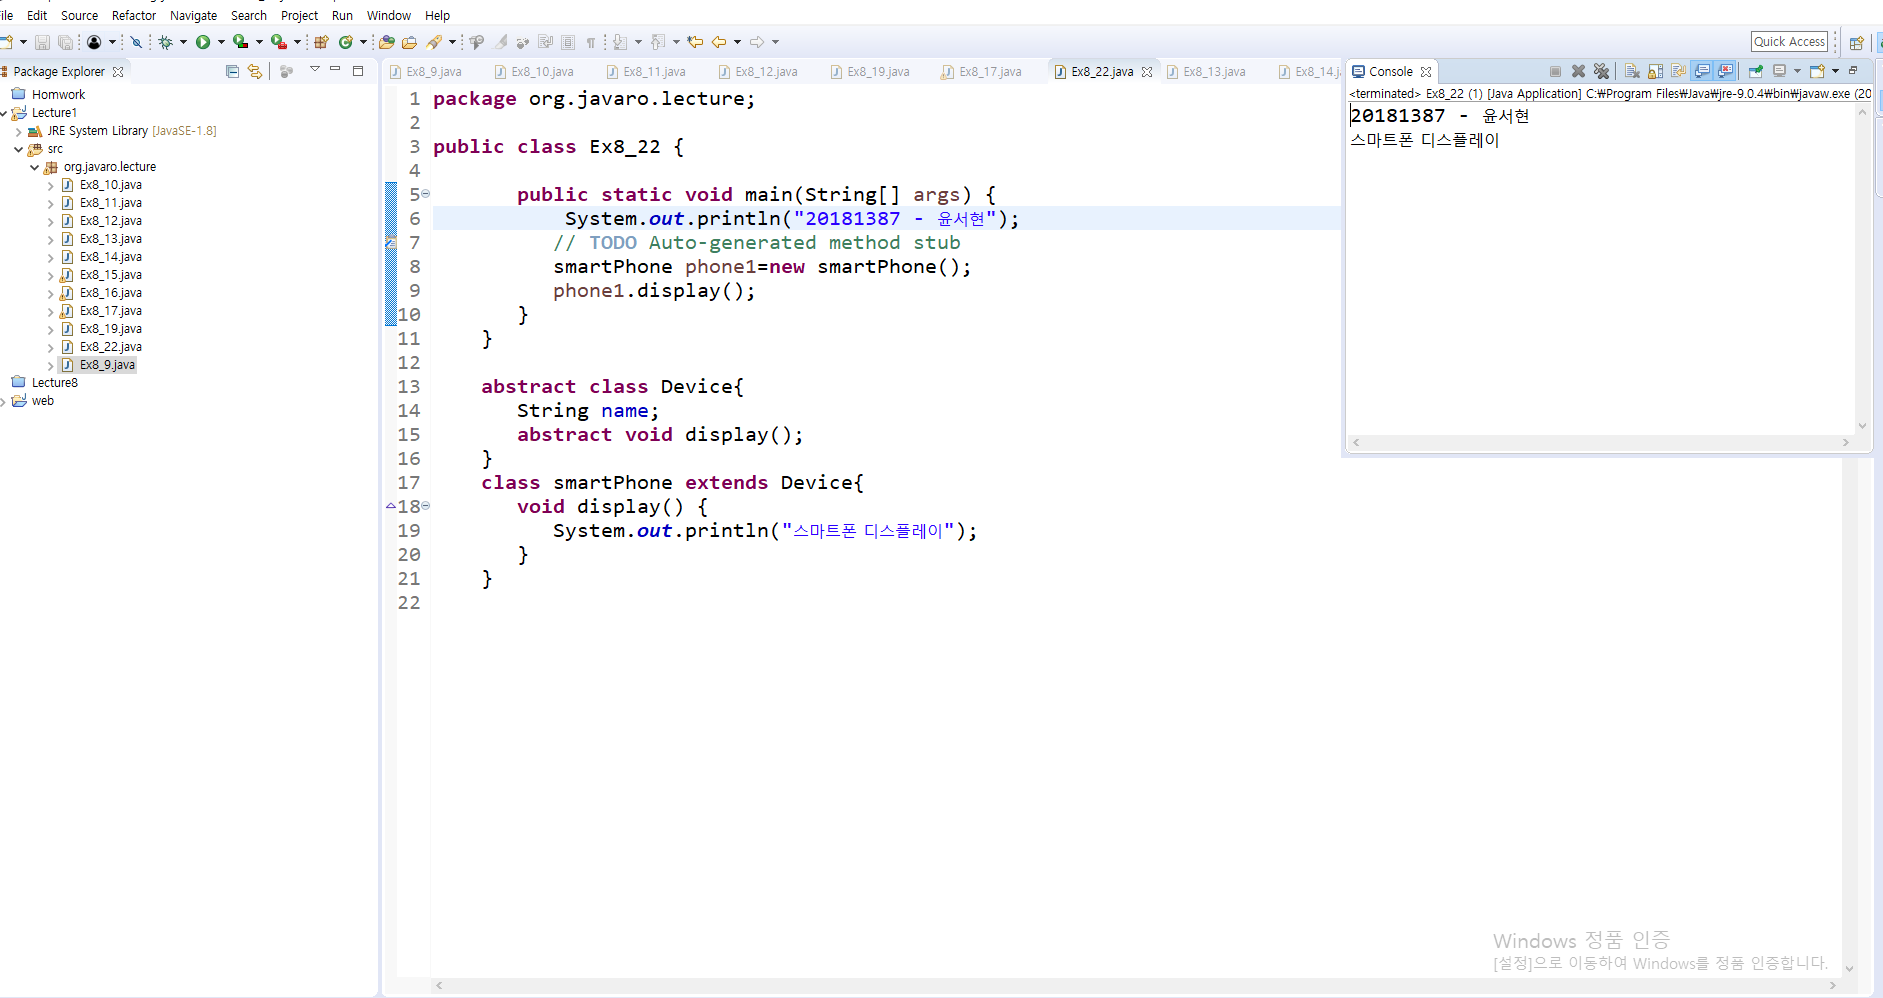 File Edit Source Refactor Navigate Search Project Run Window Help
Quick Access
Package Explorer
Homwork
Lecture1
JRE System Library [JavaSE-1.8]
src
org.javaro.lecture
Ex8_10.java
Ex8_11.java
Ex8_12.java
Ex8_13.java
Ex8_14.java
Ex8_15.java
Ex8_16.java
Ex8_17.java
Ex8_19.java
Ex8_22.java
Ex8_9.java
Lecture8
web
Ex8_9.java Ex8_10.java Ex8_11.java Ex8_12.java Ex8_19.java Ex8_17.java Ex8_22.java Ex8_13.java Ex8_14.j
1 package org.javaro.lecture;
2
3 public class Ex8_22 {
4
5 public static void main(String[] args) {
6 System.out.println("20181387 - 윤서현");
7 // TODO Auto-generated method stub
8 smartPhone phone1=new smartPhone();
9 phone1.display();
10 }
11 }
12
13 abstract class Device{
14 String name;
15 abstract void display();
16 }
17 class smartPhone extends Device{
18 void display() {
19 System.out.println("스마트폰 디스플레이");
20 }
21 }
22
Console
<terminated> Ex8_22 (1) [Java Application] C:₩Program Files₩Java₩jre-9.0.4₩bin₩javaw.exe (20
20181387 - 윤서현
스마트폰 디스플레이
Windows 정품 인증
[설정]으로 이동하여 Windows를 정품 인증합니다.